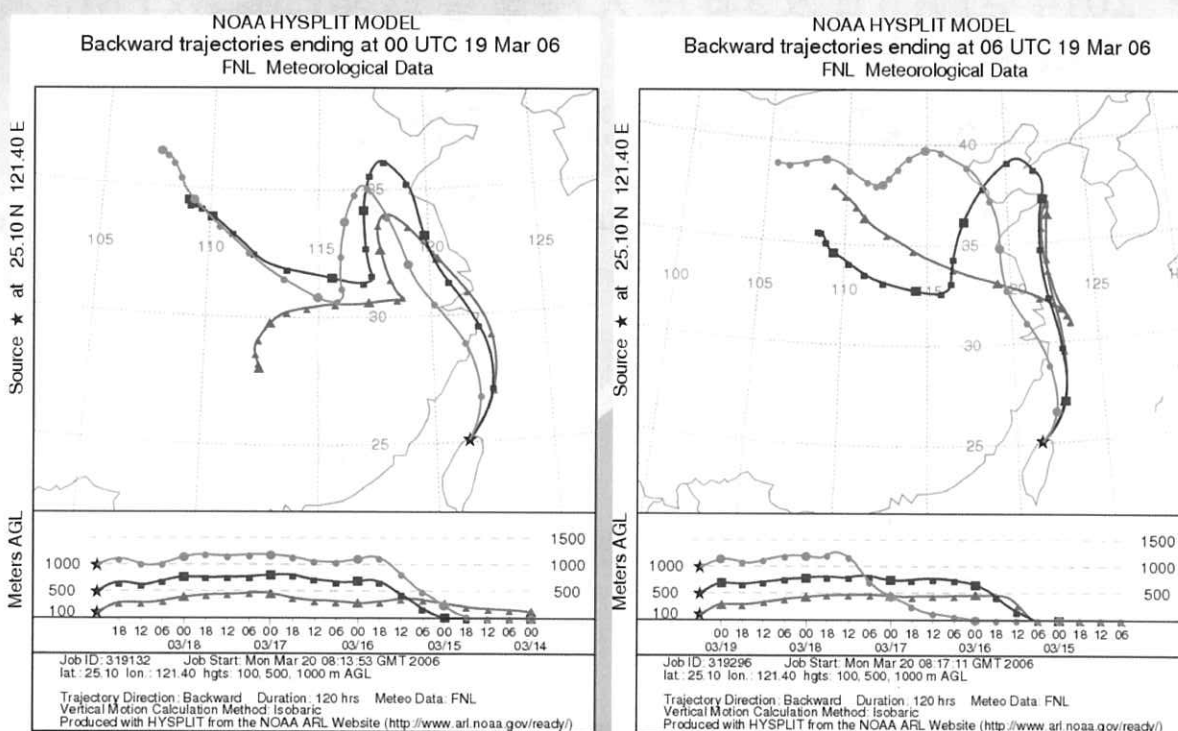 NOAA HYSPLIT MODEL
Backward trajectories ending at 00 UTC 19 Mar 06
FNL Meteorological Data
Source ★ at 25.10 N 121.40 E
105
110
115
120
125
35
30
25
Meters AGL
1500
1000
500
1000
500
100
18 12 06 00 18 12 06 00 18 12 06 00 18 12 06 00 18 12 06 00
03/18 03/17 03/16 03/15 03/14
Job ID: 319132 Job Start: Mon Mar 20 08:13:53 GMT 2006
lat.: 25.10 lon.: 121.40 hgts: 100, 500, 1000 m AGL
Trajectory Direction: Backward Duration: 120 hrs Meteo Data: FNL
Vertical Motion Calculation Method: Isobaric
Produced with HYSPLIT from the NOAA ARL Website (http://www.arl.noaa.gov/ready/)
NOAA HYSPLIT MODEL
Backward trajectories ending at 06 UTC 19 Mar 06
FNL Meteorological Data
Source ★ at 25.10 N 121.40 E
40
100
105
110
115
125
35
30
25
Meters AGL
1500
1000
500
1000
500
100
00 18 12 06 00 18 12 06 00 18 12 06 00 18 12 06 00 18 12 06
03/19 03/18 03/17 03/16 03/15
Job ID: 319296 Job Start: Mon Mar 20 08:17:11 GMT 2006
lat.: 25.10 lon.: 121.40 hgts: 100, 500, 1000 m AGL
Trajectory Direction: Backward Duration: 120 hrs Meteo Data: FNL
Vertical Motion Calculation Method: Isobaric
Produced with HYSPLIT from the NOAA ARL Website (http://www.arl.noaa.gov/ready/)